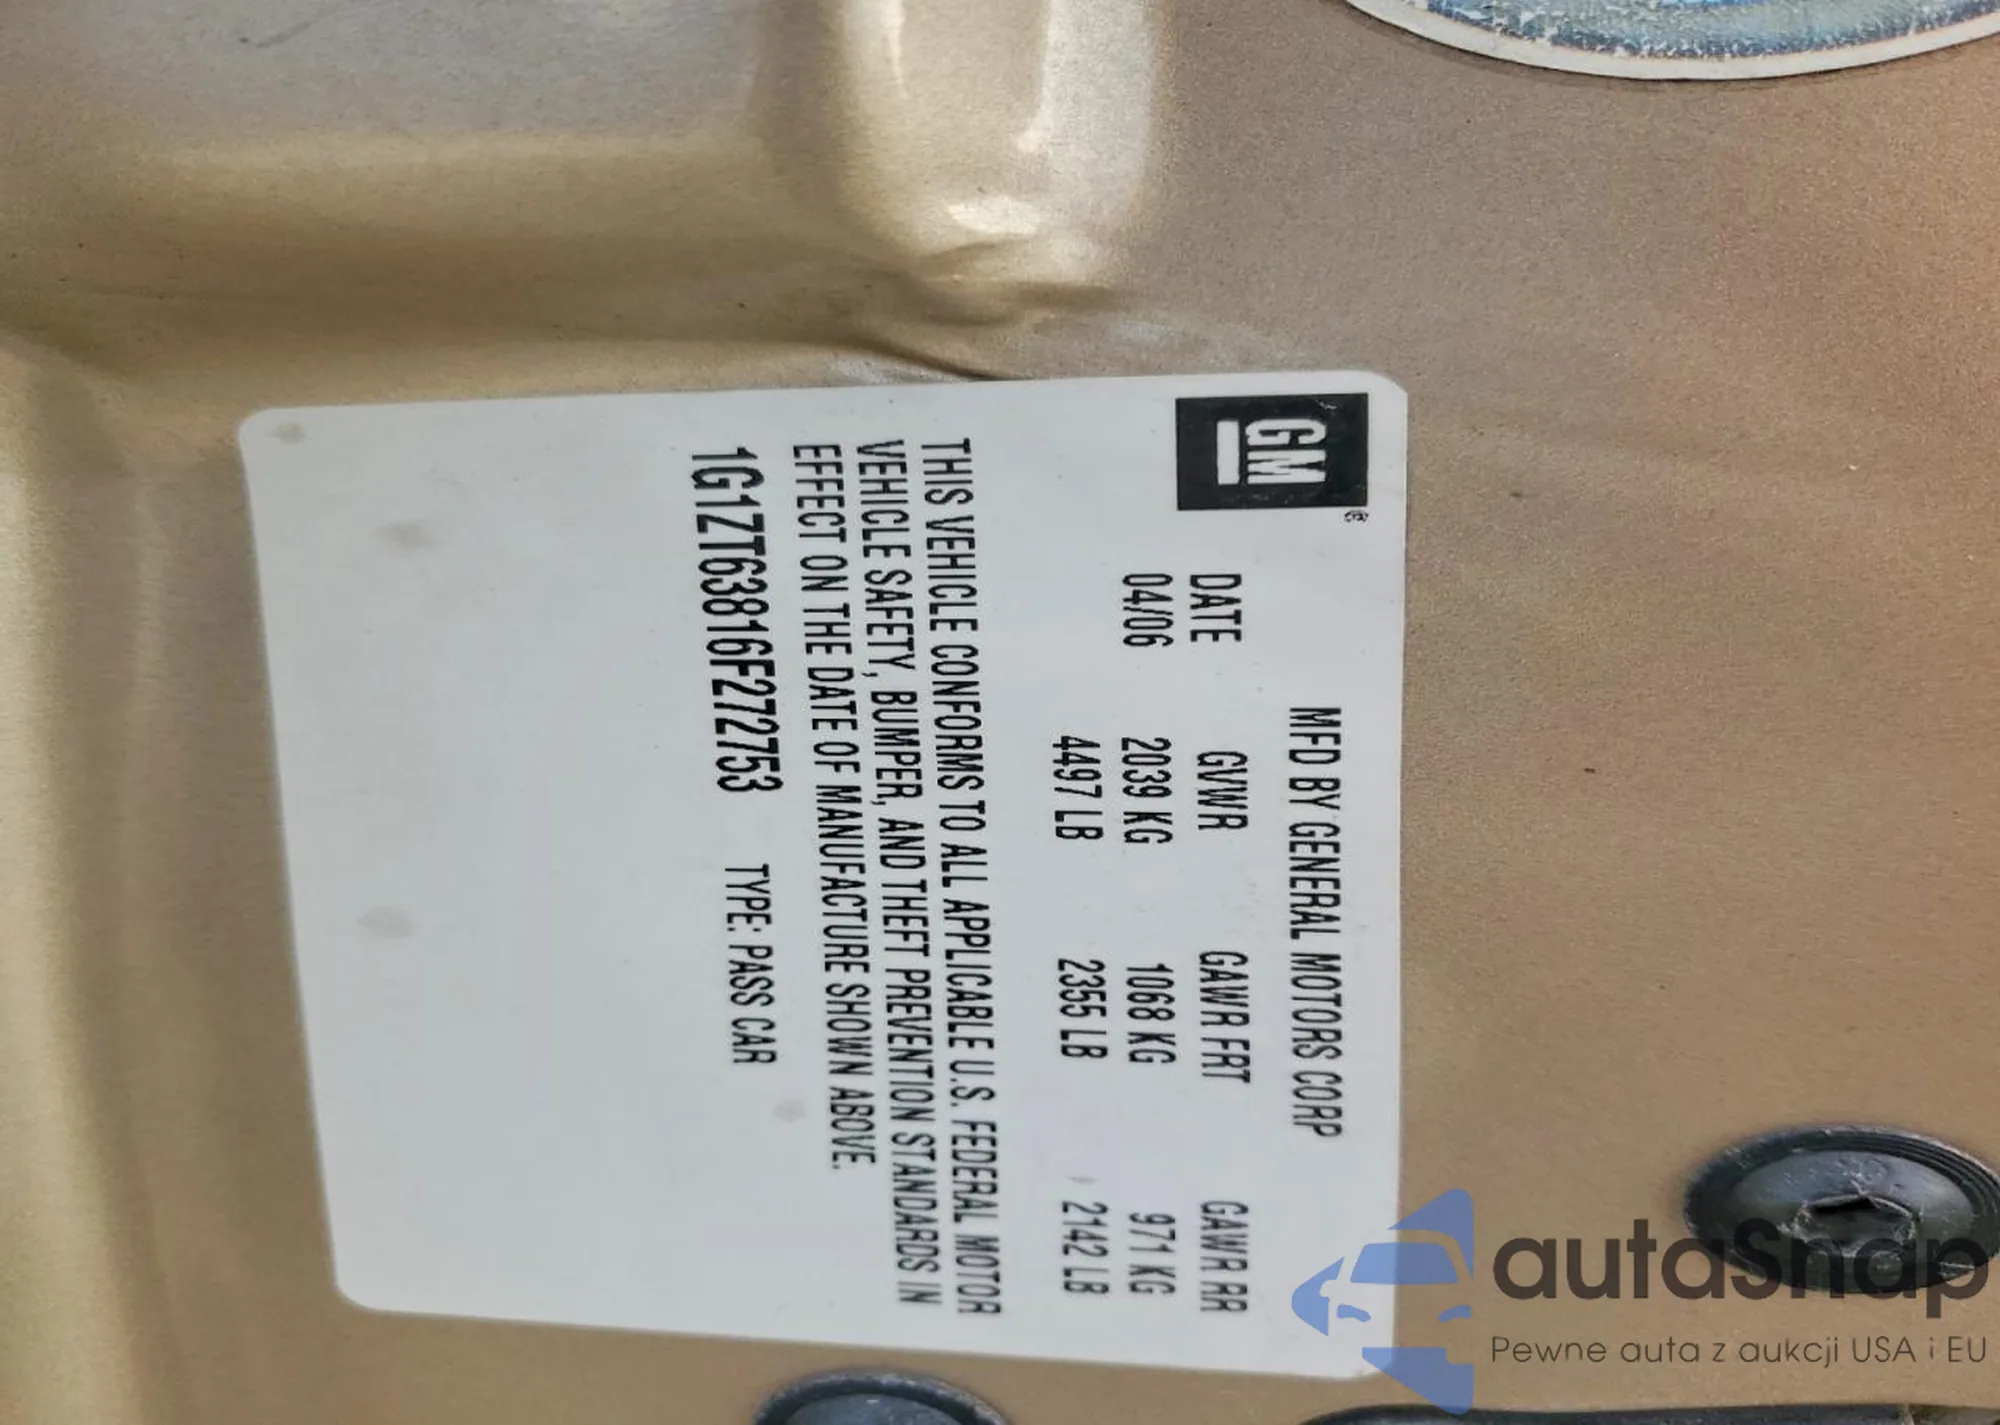 GM
®
MFD BY GENERAL MOTORS CORP
DATE GVWR GAWR FRT GAWR RR
04/06 2039 KG 1068 KG 971 KG
4497 LB 2355 LB 2142 LB
THIS VEHICLE CONFORMS TO ALL APPLICABLE U.S. FEDERAL MOTOR
VEHICLE SAFETY, BUMPER, AND THEFT PREVENTION STANDARDS IN
EFFECT ON THE DATE OF MANUFACTURE SHOWN ABOVE.
1G1ZT63816F272753 TYPE: PASS CAR
autaSnap
Pewne auta z aukcji USA i EU